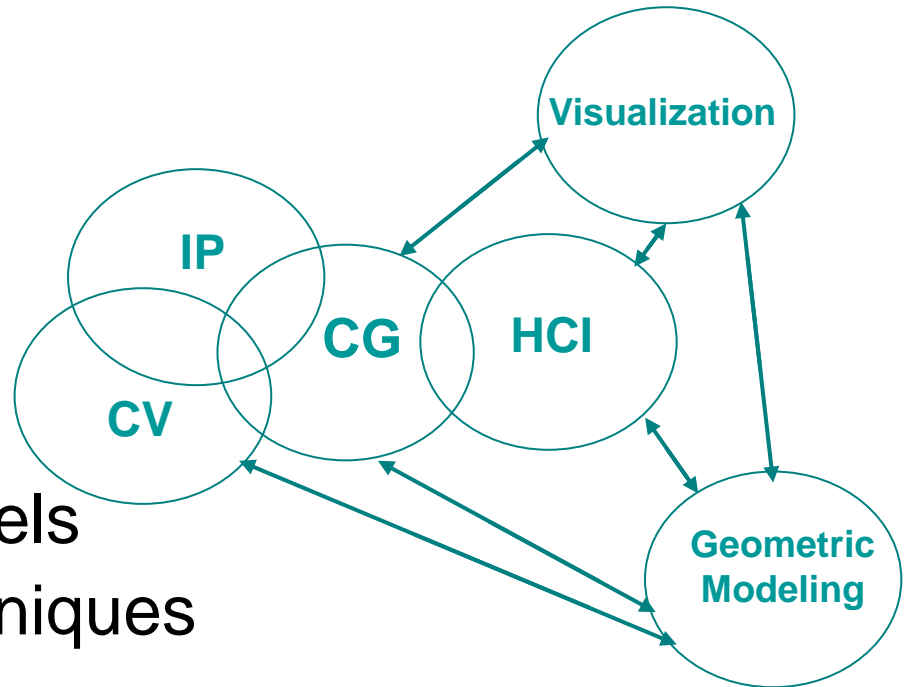 Visualization
IP
CG
HCI
CV
els
niques
Geometric
Modeling